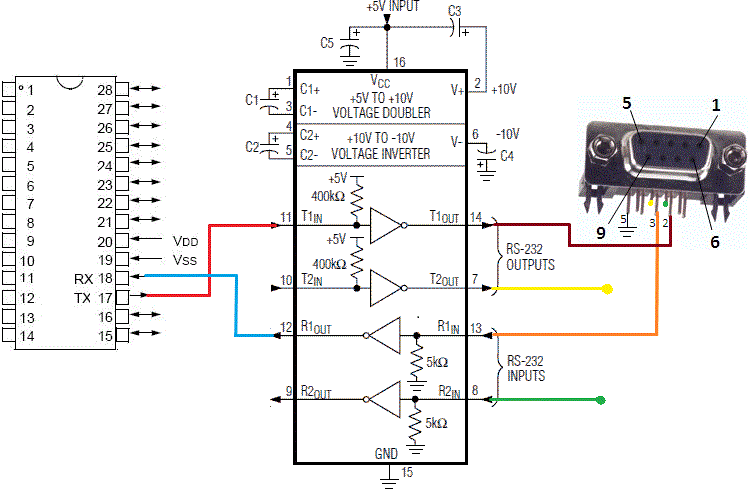 +5V INPUT
C3
C5
16
1 28
2 27
3 26
4 25
5 24
6 23
7 22
8 21
9 20 VDD
10 19 VSS
11 RX 18
12 TX 17
13 16
14 15
1 C1+ VCC V+ 2 +10V
C1 +5V TO +10V
3 C1- VOLTAGE DOUBLER
4 C2+ +10V TO -10V V- 6 -10V
C2 5 C2- VOLTAGE INVERTER C4
+5V
400kΩ
11 T1IN T1OUT 14
+5V
400kΩ
RS-232
OUTPUTS
10 T2IN T2OUT 7
12 R1OUT R1IN 13
5kΩ
RS-232
INPUTS
9 R2OUT R2IN 8
5kΩ
GND
15
5 1
9 6
5 3 2